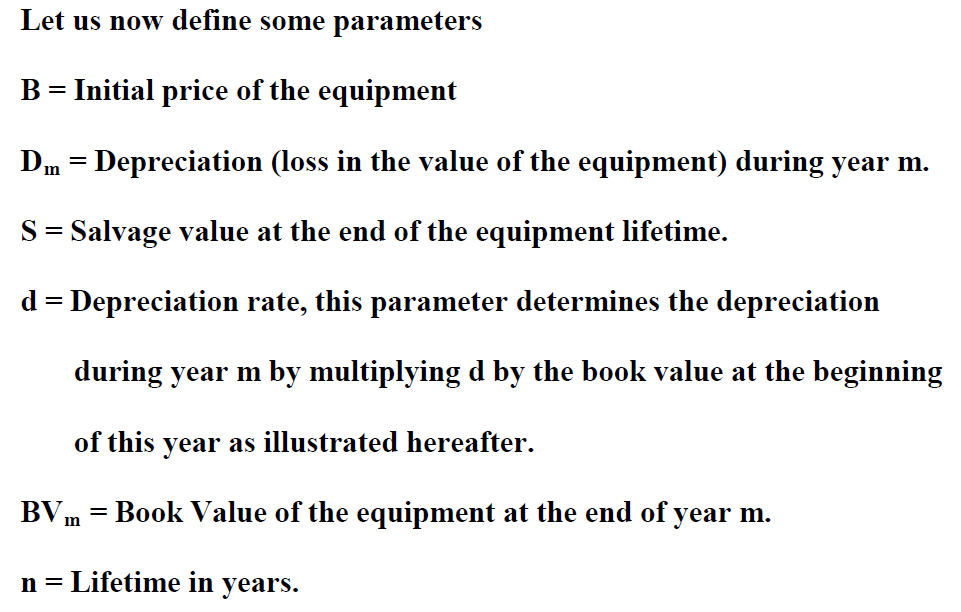 Let us now define some parameters
B = Initial price of the equipment
Dm = Depreciation (loss in the value of the equipment) during year m.
S = Salvage value at the end of the equipment lifetime.
d = Depreciation rate, this parameter determines the depreciation
during year m by multiplying d by the book value at the beginning
of this year as illustrated hereafter.
BVm = Book Value of the equipment at the end of year m.
n = Lifetime in years.